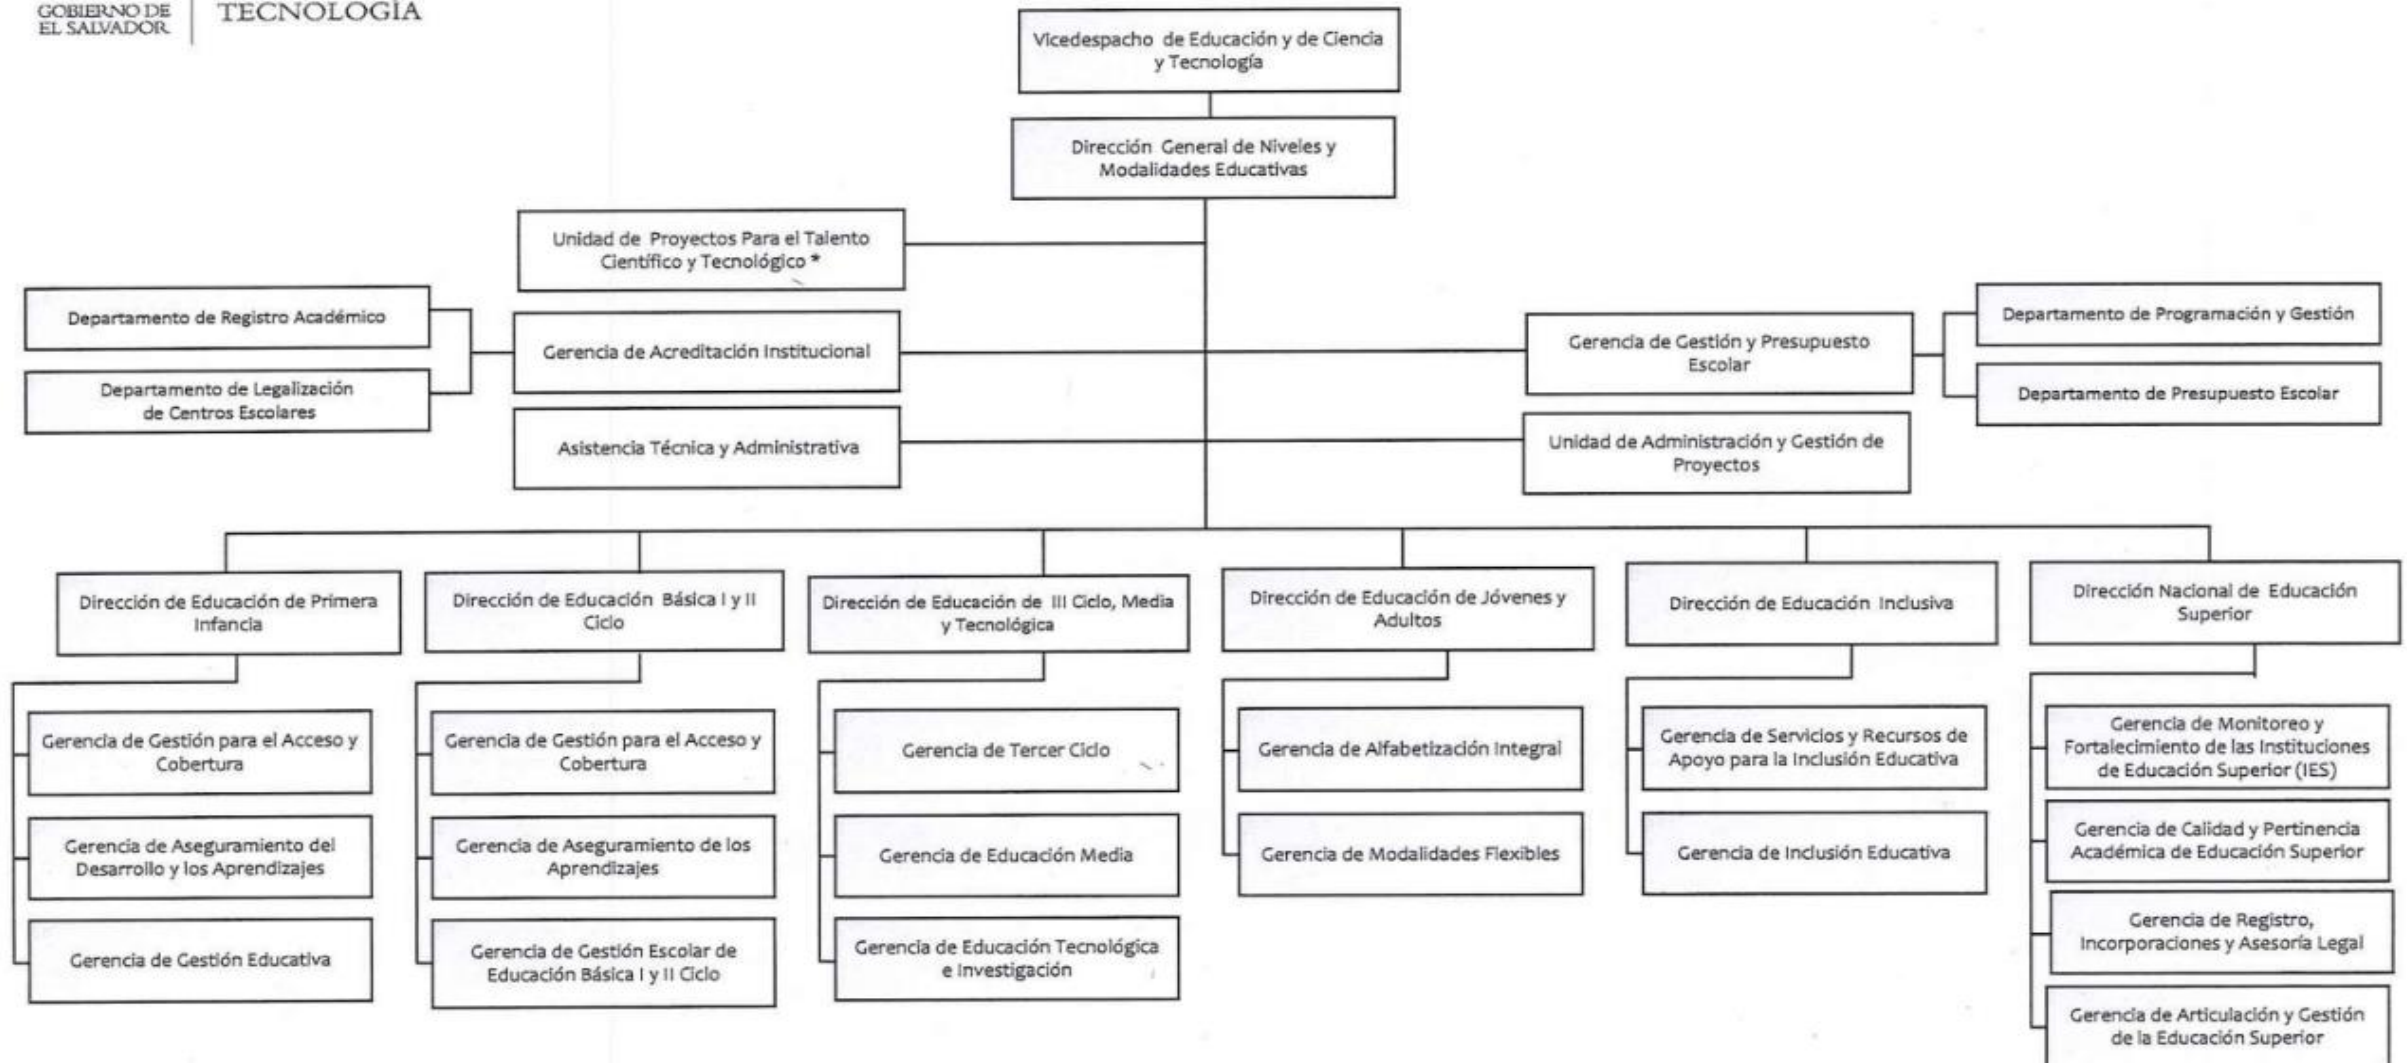 GOBIERNO DE
EL SALVADOR
TECNOLOGÍA
Vicedespacho de Educación y de Ciencia
y Tecnología
Dirección General de Niveles y
Modalidades Educativas
Unidad de Proyectos Para el Talento
Científico y Tecnológico *
Departamento de Registro Académico
Departamento de Legalización
de Centros Escolares
Gerencia de Acreditación Institucional
Asistencia Técnica y Administrativa
Gerencia de Gestión y Presupuesto
Escolar
Unidad de Administración y Gestión de
Proyectos
Departamento de Programación y Gestión
Departamento de Presupuesto Escolar
Dirección de Educación de Primera
Infancia
Gerencia de Gestión para el Acceso y
Cobertura
Gerencia de Aseguramiento del
Desarrollo y los Aprendizajes
Gerencia de Gestión Educativa
Dirección de Educación Básica I y II
Ciclo
Gerencia de Gestión para el Acceso y
Cobertura
Gerencia de Aseguramiento de los
Aprendizajes
Gerencia de Gestión Escolar de
Educación Básica I y II Ciclo
Dirección de Educación de III Ciclo, Media
y Tecnológica
Gerencia de Tercer Ciclo
Gerencia de Educación Media
Gerencia de Educación Tecnológica
e Investigación
Dirección de Educación de Jóvenes y
Adultos
Gerencia de Alfabetización Integral
Gerencia de Modalidades Flexibles
Dirección de Educación Inclusiva
Gerencia de Servicios y Recursos de
Apoyo para la Inclusión Educativa
Gerencia de Inclusión Educativa
Dirección Nacional de Educación
Superior
Gerencia de Monitoreo y
Fortalecimiento de las Instituciones
de Educación Superior (IES)
Gerencia de Calidad y Pertinencia
Académica de Educación Superior
Gerencia de Registro,
Incorporaciones y Asesoría Legal
Gerencia de Articulación y Gestión
de la Educación Superior